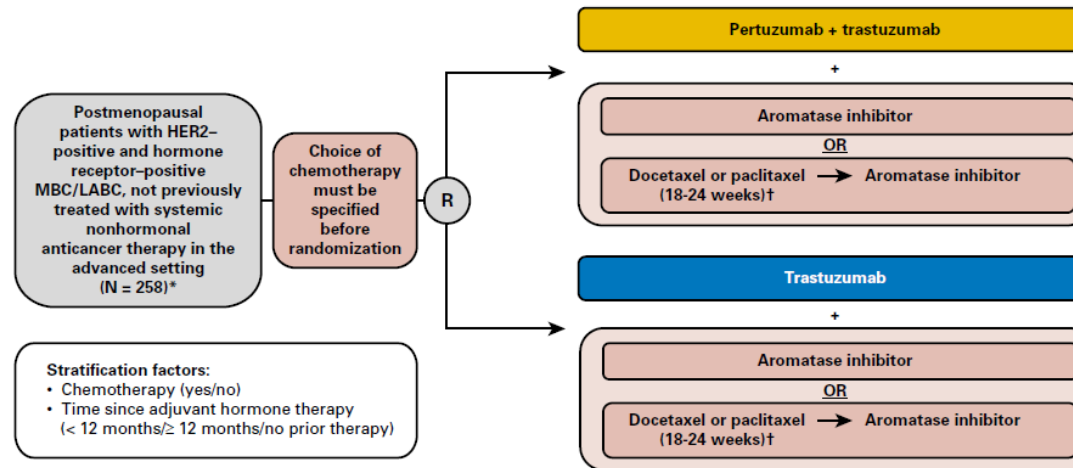 Postmenopausal
patients with HER2–
positive and hormone
receptor–positive
MBC/LABC, not previously
treated with systemic
nonhormonal
anticancer therapy in the
advanced setting
(N = 258)*
Choice of
chemotherapy
must be
specified
before
randomization
R
Pertuzumab + trastuzumab
+
Aromatase inhibitor
OR
Docetaxel or paclitaxel → Aromatase inhibitor
(18-24 weeks)†
Trastuzumab
+
Aromatase inhibitor
OR
Docetaxel or paclitaxel → Aromatase inhibitor
(18-24 weeks)†
Stratification factors:
• Chemotherapy (yes/no)
• Time since adjuvant hormone therapy
(< 12 months/≥ 12 months/no prior therapy)